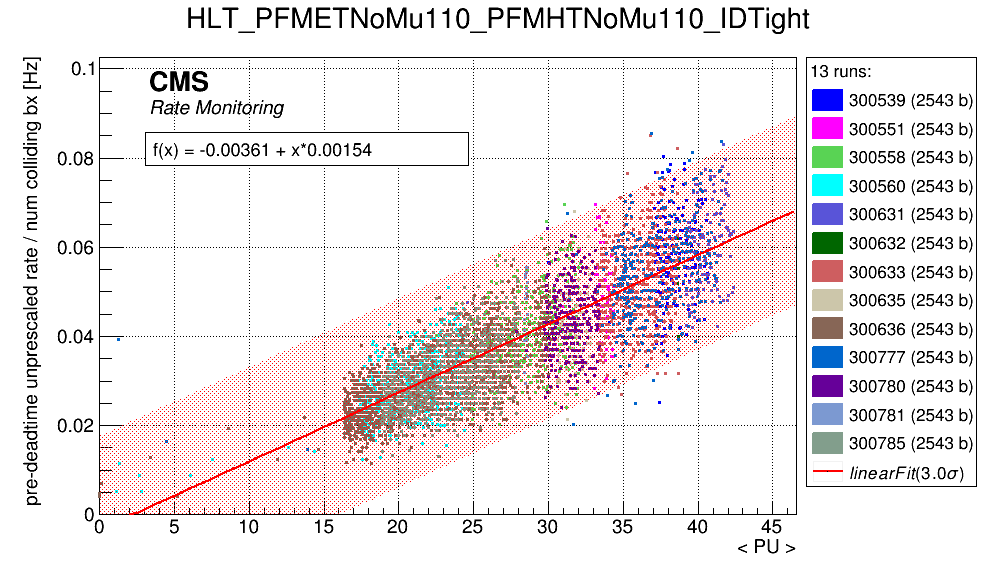 HLT_PFMETNoMu110_PFMHTNoMu110_IDTight
pre-deadtime unprescaled rate / num colliding bx [Hz]
0.1
0.08
0.06
0.04
0.02
0
CMS
Rate Monitoring
f(x) = -0.00361 + x*0.00154
0 5 10 15 20 25 30 35 40 45
< PU >
13 runs:
300539 (2543 b)
300551 (2543 b)
300558 (2543 b)
300560 (2543 b)
300631 (2543 b)
300632 (2543 b)
300633 (2543 b)
300635 (2543 b)
300636 (2543 b)
300777 (2543 b)
300780 (2543 b)
300781 (2543 b)
300785 (2543 b)
linearFit(3.0σ)